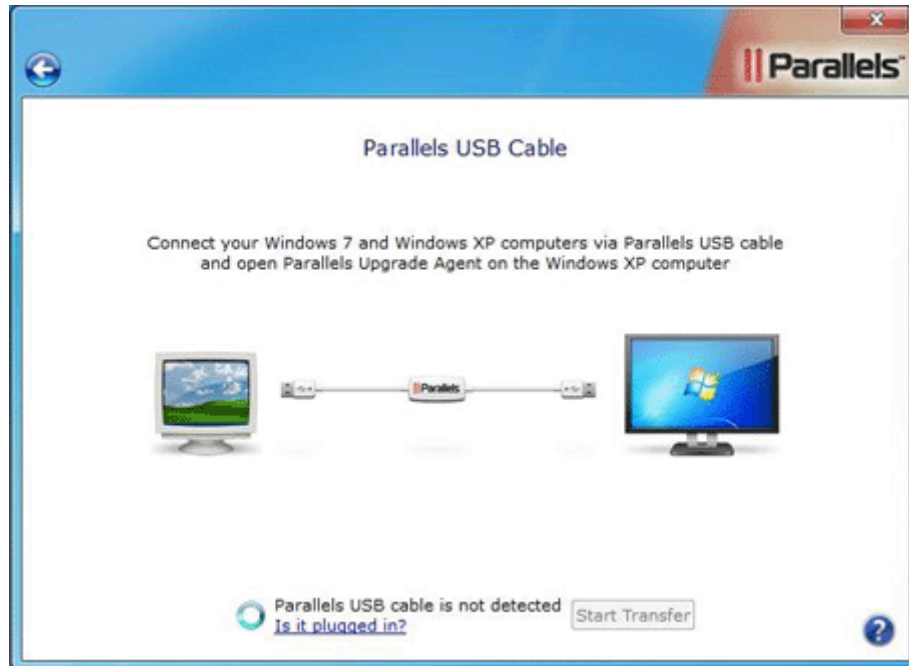 Parallels™
Parallels USB Cable
Connect your Windows 7 and Windows XP computers via Parallels USB cable
and open Parallels Upgrade Agent on the Windows XP computer
Parallels
Parallels USB cable is not detected
Start Transfer
Is it plugged in?